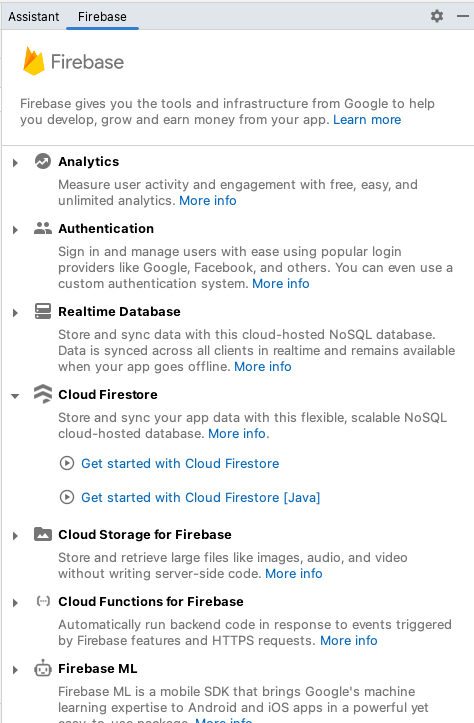 Assistant Firebase
Firebase
Firebase gives you the tools and infrastructure from Google to help
you develop, grow and earn money from your app. Learn more
Analytics
Measure user activity and engagement with free, easy, and
unlimited analytics. More info
Authentication
Sign in and manage users with ease using popular login
providers like Google, Facebook, and others. You can even use a
custom authentication system. More info
Realtime Database
Store and sync data with this cloud-hosted NoSQL database.
Data is synced across all clients in realtime and remains available
when your app goes offline. More info
Cloud Firestore
Store and sync your app data with this flexible, scalable NoSQL
cloud-hosted database. More info.
Get started with Cloud Firestore
Get started with Cloud Firestore [Java]
Cloud Storage for Firebase
Store and retrieve large files like images, audio, and video
without writing server-side code. More info
Cloud Functions for Firebase
Automatically run backend code in response to events triggered
by Firebase features and HTTPS requests. More info
Firebase ML
Firebase ML is a mobile SDK that brings Google's machine
learning expertise to Android and iOS apps in a powerful yet
easy-to-use package. More info